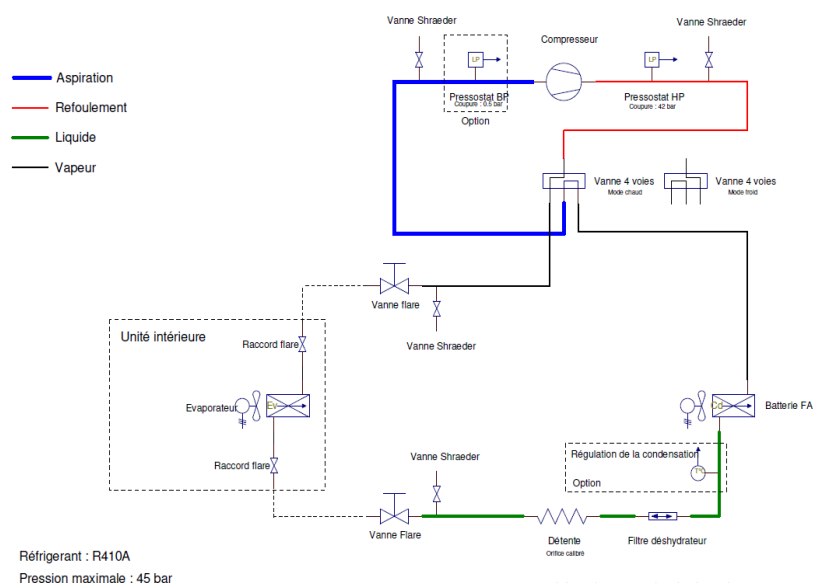 Vanne Shraeder
Vanne Shraeder
Compresseur
LP
LP
Aspiration
Pressostat BP
Coupure : 0.5 bar
Pressostat HP
Coupure : 42 bar
Refoulement
Option
Liquide
Vapeur
Vanne 4 voies
Mode chaud
Vanne 4 voies
Mode froid
Vanne flare
Unité intérieure
Raccord flare
Vanne Shraeder
Evaporateur
Ev
Cd
Batterie FA
Raccord flare
Vanne Shraeder
Régulation de la condensation
T°C
Option
Vanne Flare
Détente
Orifice calibré
Filtre déshydrateur
Réfrigerant : R410A
Pression maximale : 45 bar